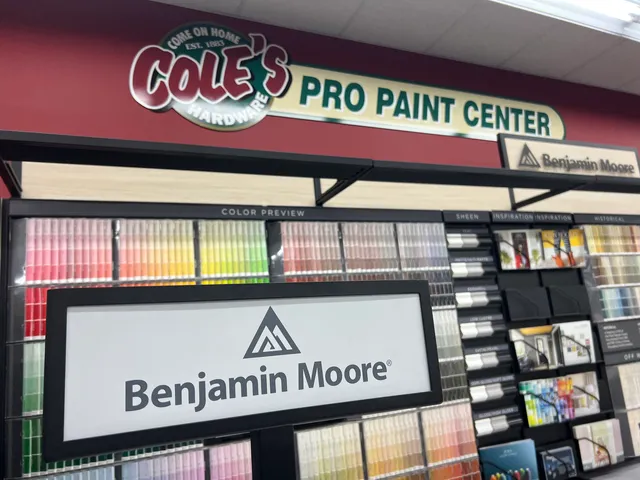 COME ON HOME
EST. 1883
COLE'S
HARDWARE
PRO PAINT CENTER
Benjamin Moore
COLOR PREVIEW
SHEEN
INSPIRATION
INSPIRATION
HISTORICAL
Benjamin Moore®